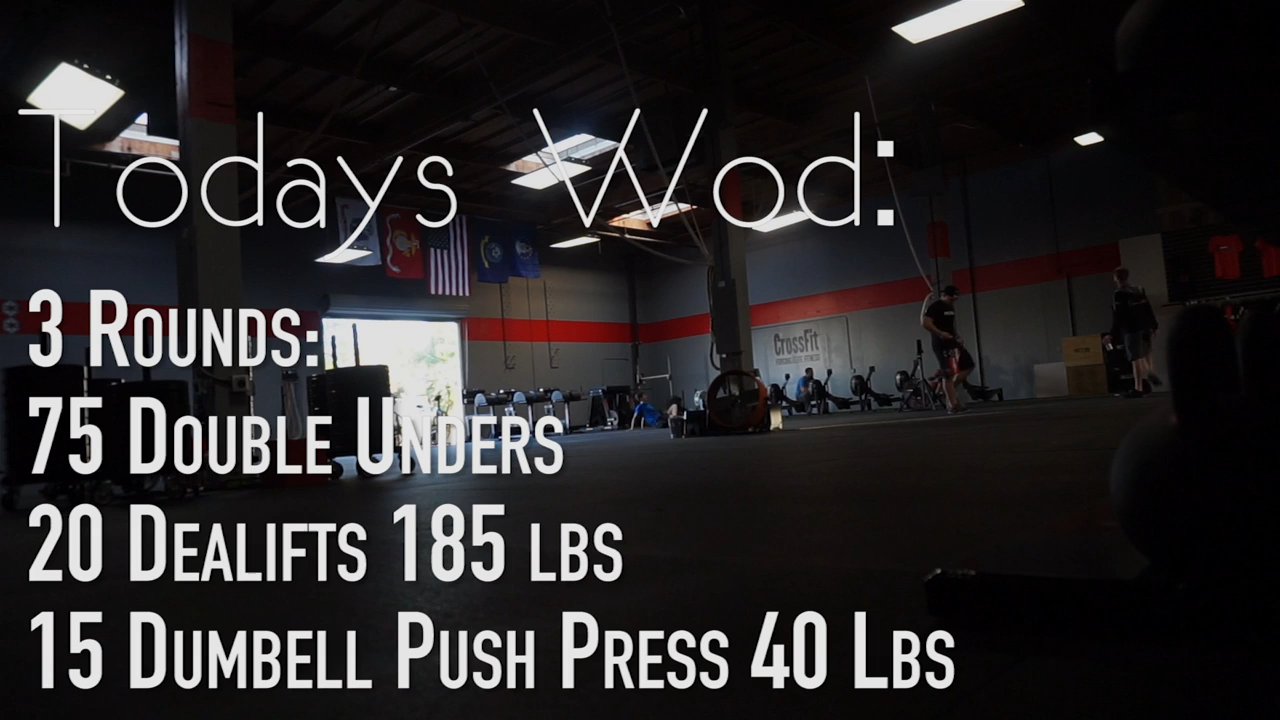 Todays Wod:
3 Rounds:
75 Double Unders
20 Dealifts 185 lbs
15 Dumbell Push Press 40 Lbs
CrossFit